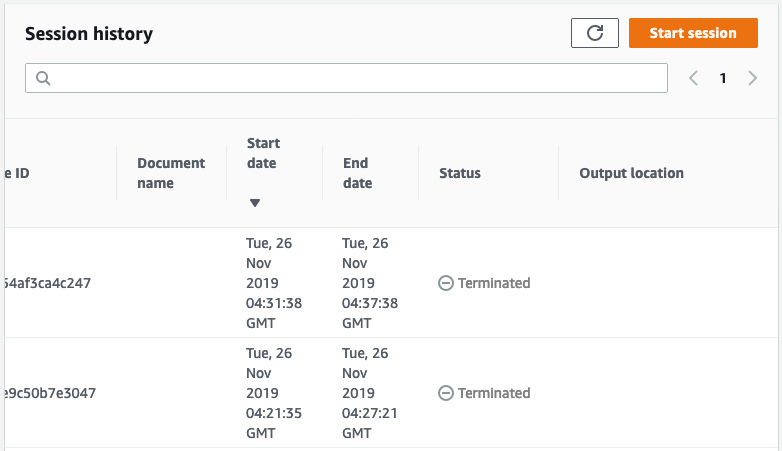 Session history
Start session
1
e ID
Document
name
Start
date
End
date
Status
Output location
54af3ca4c247
Tue, 26
Nov
2019
04:31:38
GMT
Tue, 26
Nov
2019
04:37:38
GMT
Terminated
e9c50b7e3047
Tue, 26
Nov
2019
04:21:35
GMT
Tue, 26
Nov
2019
04:27:21
GMT
Terminated